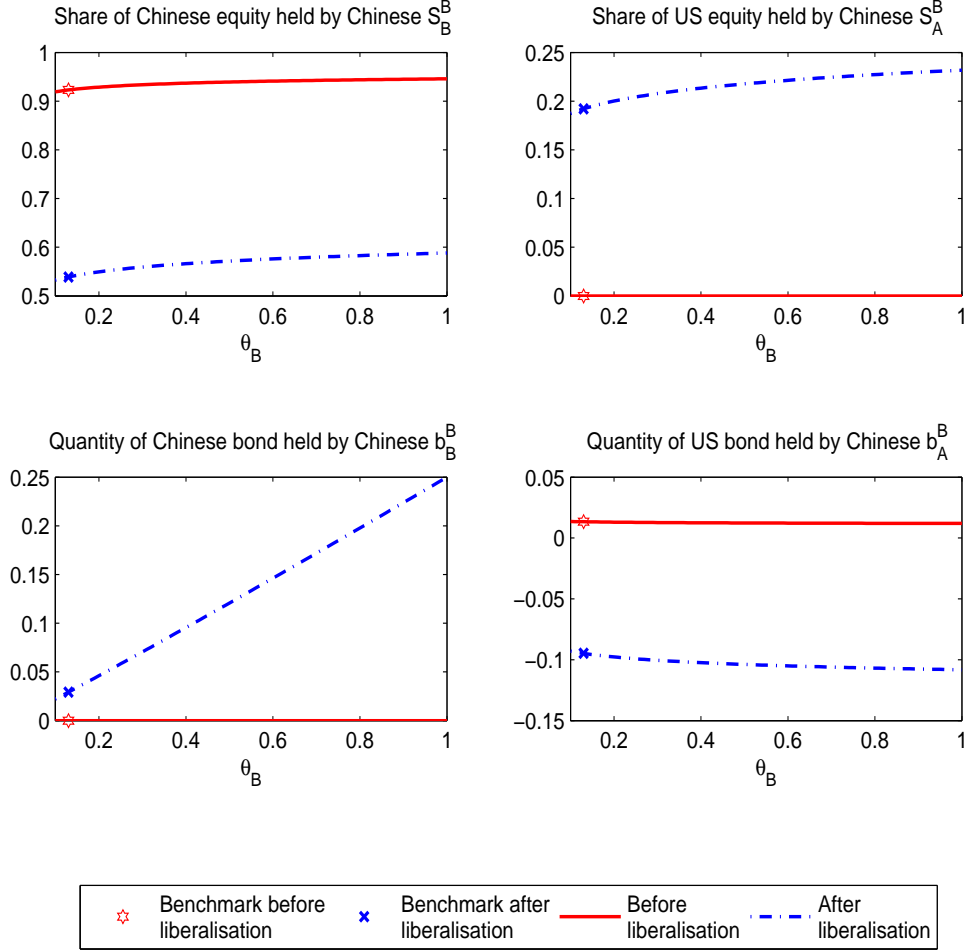 Share of Chinese equity held by Chinese S_B^B
1
0.9
0.8
0.7
0.6
0.5
0.2
0.4
0.6
0.8
1
θ_B
Share of US equity held by Chinese S_A^B
0.25
0.2
0.15
0.1
0.05
0
0.2
0.4
0.6
0.8
1
θ_B
Quantity of Chinese bond held by Chinese b_B^B
0.25
0.2
0.15
0.1
0.05
0
0.2
0.4
0.6
0.8
1
θ_B
Quantity of US bond held by Chinese b_A^B
0.05
0
−0.05
−0.1
−0.15
0.2
0.4
0.6
0.8
1
θ_B
Benchmark before
liberalisation
Benchmark after
liberalisation
Before
liberalisation
After
liberalisation